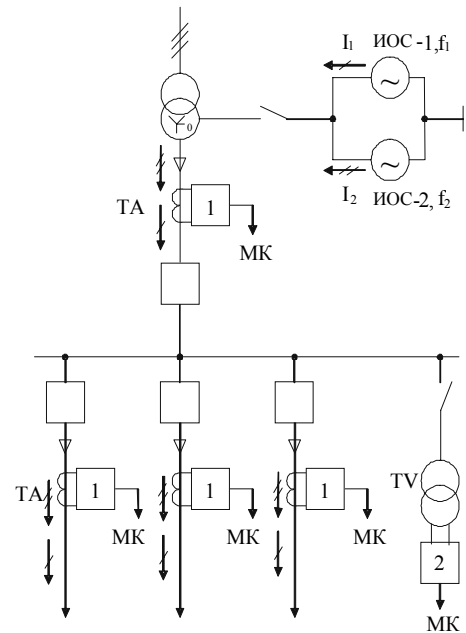 I₁ ИОС-1,f₁
I₂ ИОС-2, f₂
0
TA 1
МК
TA 1 1 1 TV
МК МК МК 2
МК